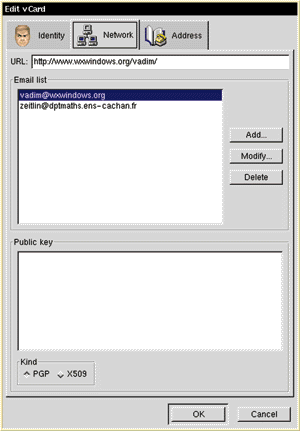 Edit vCard
Identity
Network
Address
URL: http://www.wxwindows.org/vadim/
Email list
vadim@wxwindows.org
zeitlin@dptmaths.ens-cachan.fr
Add...
Modify...
Delete
Public key
Kind
PGP
X509
OK
Cancel